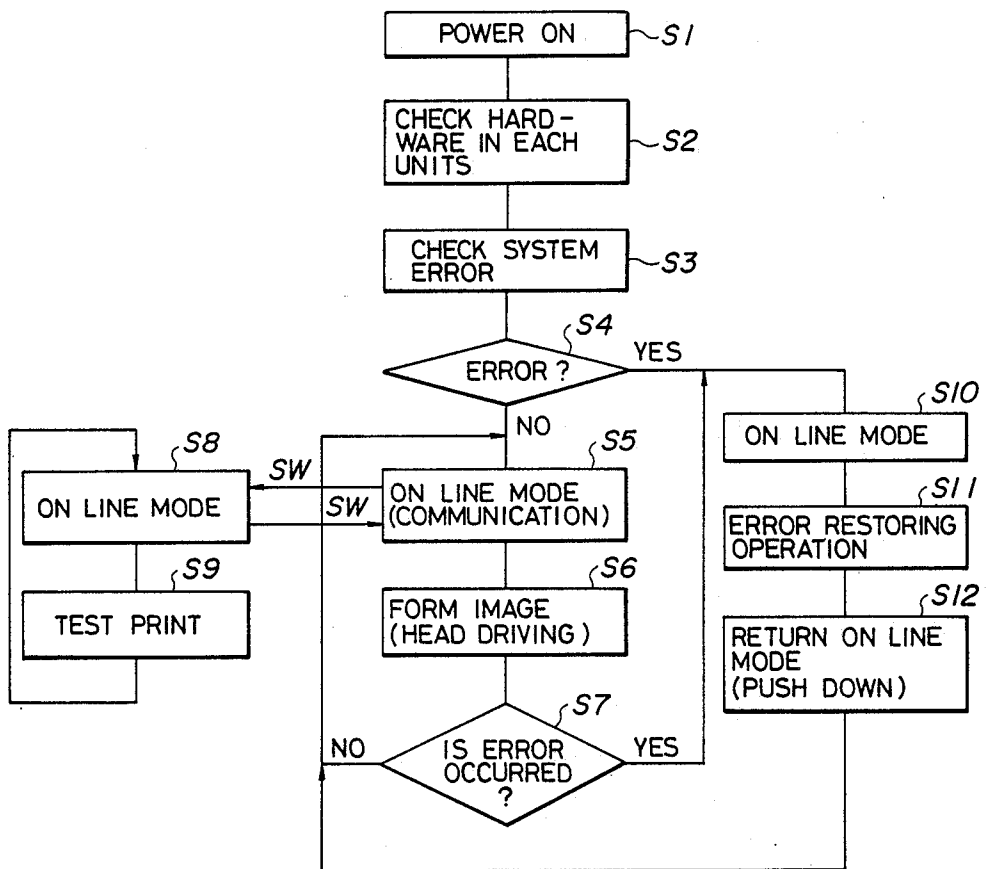 POWER ON
S1
CHECK HARD-
WARE IN EACH
UNITS
S2
CHECK SYSTEM
ERROR
S3
S4
ERROR ?
YES
NO
S10
ON LINE MODE
S8
ON LINE MODE
SW
SW
S5
ON LINE MODE
(COMMUNICATION)
S11
ERROR RESTORING
OPERATION
S9
TEST PRINT
S6
FORM IMAGE
(HEAD DRIVING)
S12
RETURN ON LINE
MODE
(PUSH DOWN)
S7
NO
IS ERROR
OCCURRED
?
YES